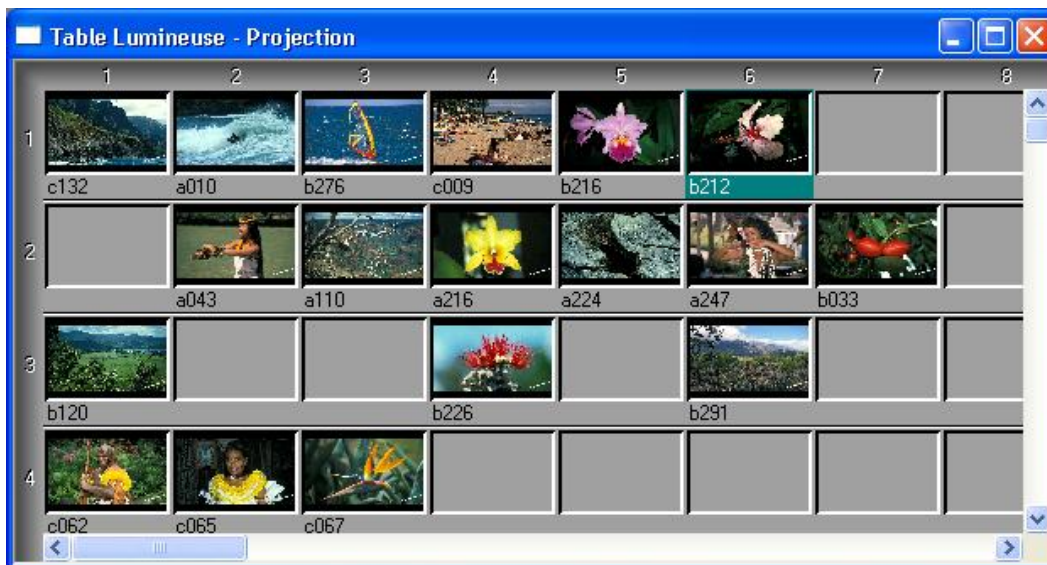 Table Lumineuse - Projection
1 2 3 4 5 6 7 8
1
c132 a010 b276 c009 b216 b212
2
a043 a110 a216 a224 a247 b033
3
b120 b226 b291
4
c062 c065 c067